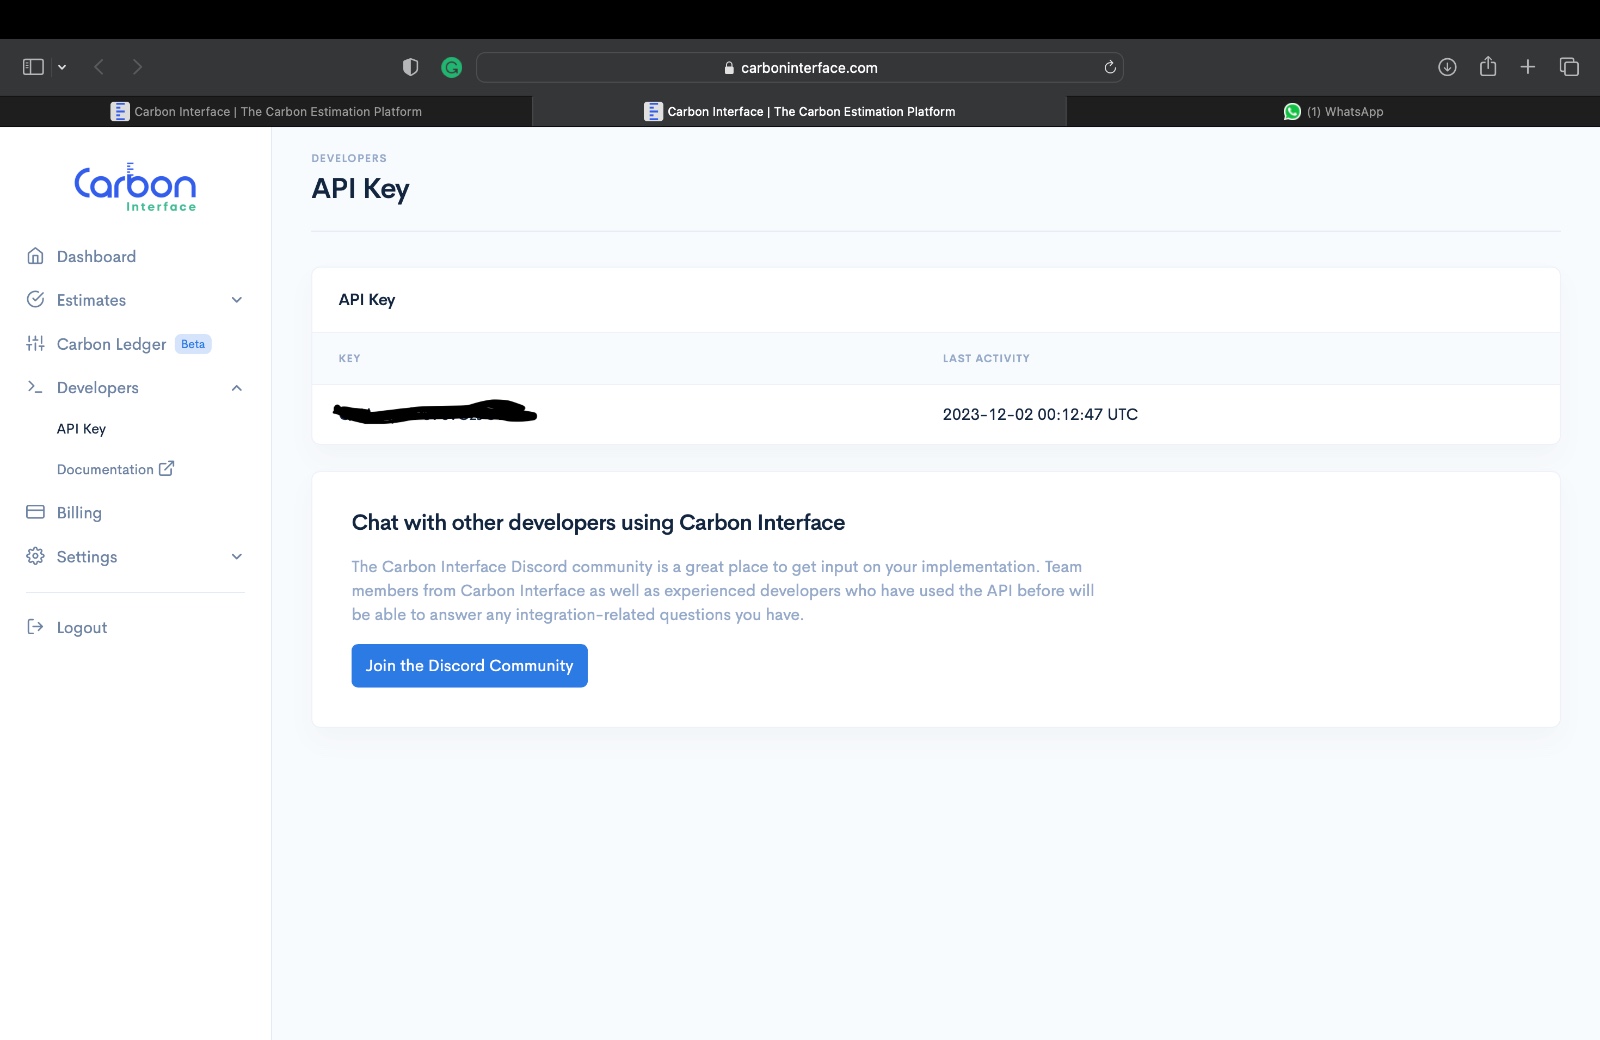 carboninterface.com
Carbon Interface | The Carbon Estimation Platform
Carbon Interface | The Carbon Estimation Platform
(1) WhatsApp
Carbon
Interface
Dashboard
Estimates
Carbon Ledger Beta
Developers
API Key
Documentation
Billing
Settings
Logout
DEVELOPERS
API Key
API Key
KEY LAST ACTIVITY
2023-12-02 00:12:47 UTC
Chat with other developers using Carbon Interface
The Carbon Interface Discord community is a great place to get input on your implementation. Team
members from Carbon Interface as well as experienced developers who have used the API before will
be able to answer any integration-related questions you have.
Join the Discord Community